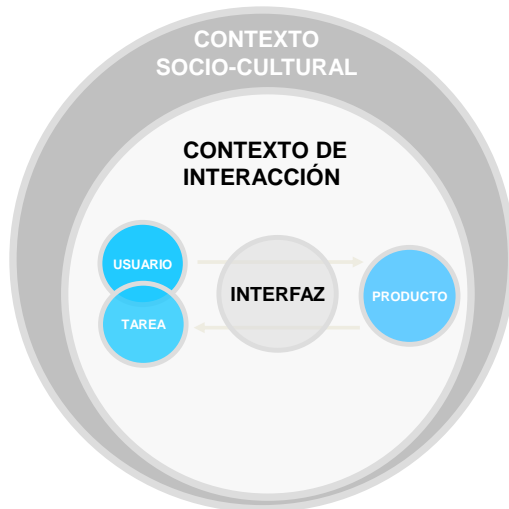 CONTEXTO
SOCIO-CULTURAL
CONTEXTO DE
INTERACCIÓN
USUARIO
INTERFAZ
PRODUCTO
TAREA